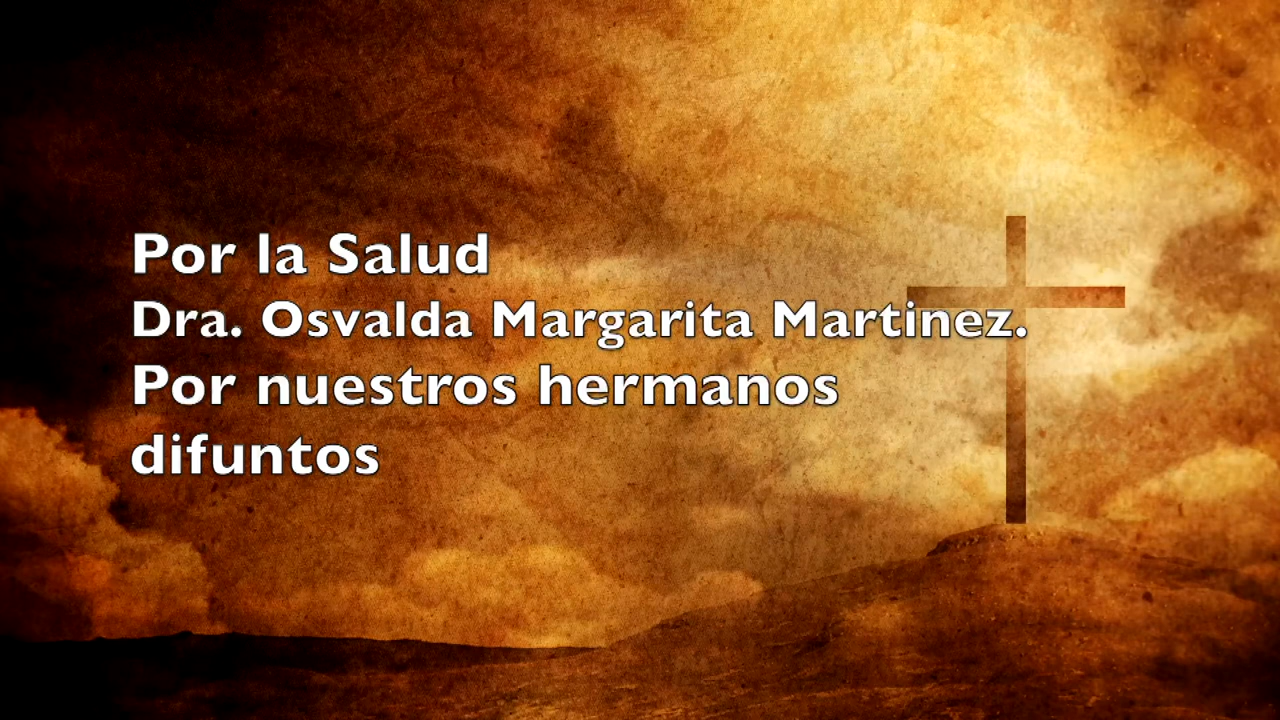 Por la Salud
Dra. Osvalda Margarita Martinez.
Por nuestros hermanos
difuntos